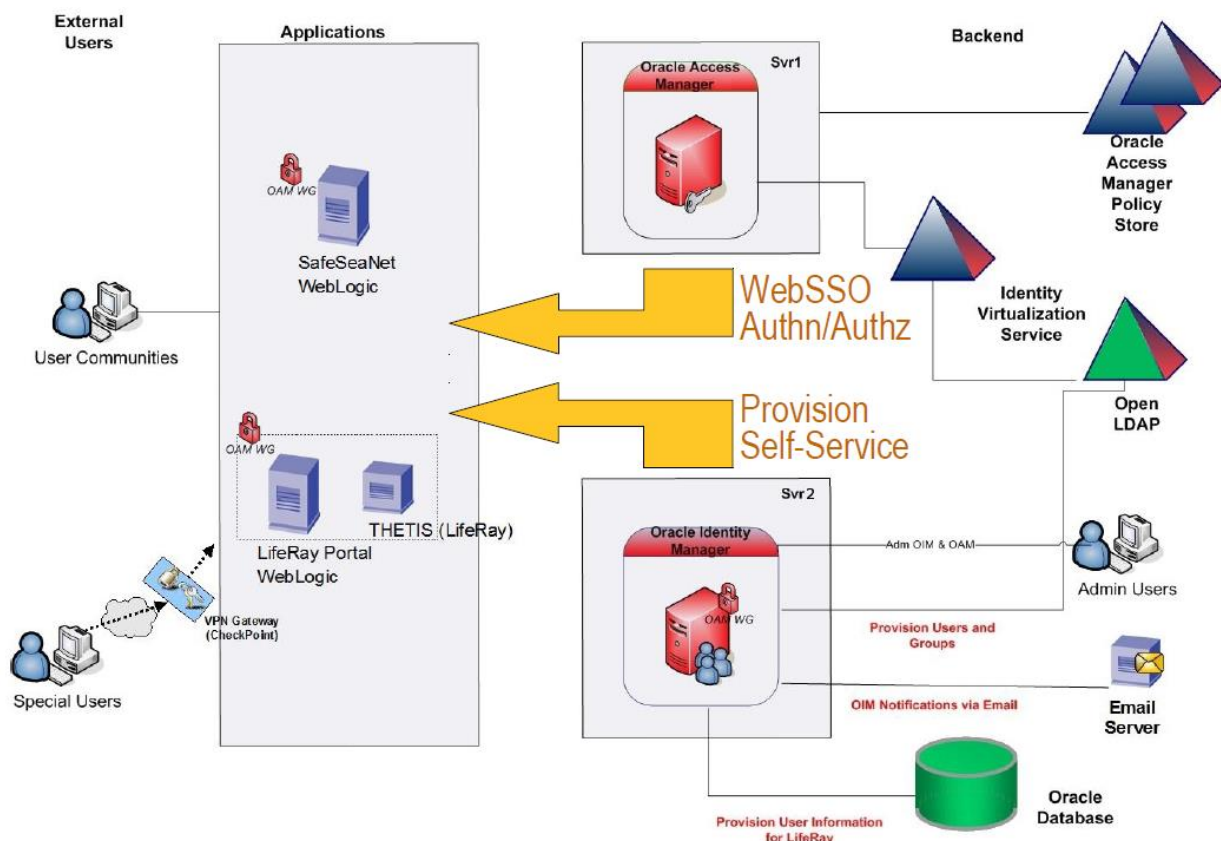 External
Users
Applications
Backend
Svr1
Oracle Access
Manager
OAM WG
SafeSeaNet
WebLogic
Oracle
Access
Manager
Policy
Store
WebSSO
Authn/Authz
Identity
Virtualization
Service
User Communities
Provision
Self-Service
Open
LDAP
OAM WG
THETIS (LifeRay)
LifeRay Portal
WebLogic
Svr2
Oracle Identity
Manager
OAM WG
Adm OIM & OAM
Admin Users
VPN Gateway
(CheckPoint)
Special Users
Provision Users and
Groups
OIM Notifications via Email
Email
Server
Oracle
Database
Provision User Information
for LifeRay